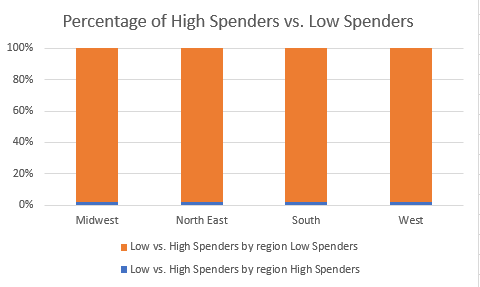 Percentage of High Spenders vs. Low Spenders
100%
80%
60%
40%
20%
0%
Midwest North East South West
Low vs. High Spenders by region Low Spenders
Low vs. High Spenders by region High Spenders